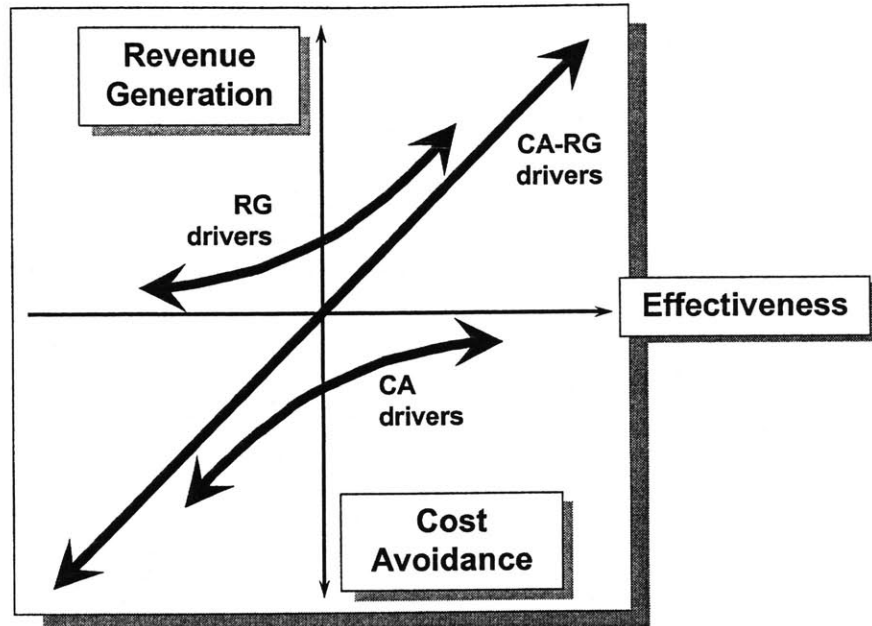 Revenue
Generation
CA-RG
drivers
RG
drivers
Effectiveness
CA
drivers
Cost
Avoidance